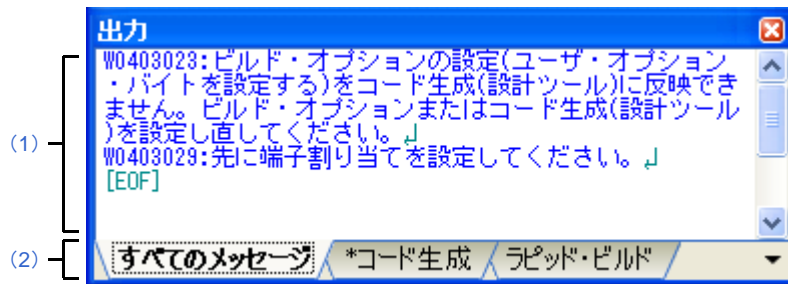 出力
W0403023:ビルド・オプションの設定(ユーザ・オプション
・バイトを設定する)をコード生成(設計ツール)に反映でき
ません。ビルド・オプションまたはコード生成(設計ツール
)を設定し直してください。↲
(1)
W0403029:先に端子割り当てを設定してください。↲
[EOF]
(2)
すべてのメッセージ *コード生成 ラピッド・ビルド